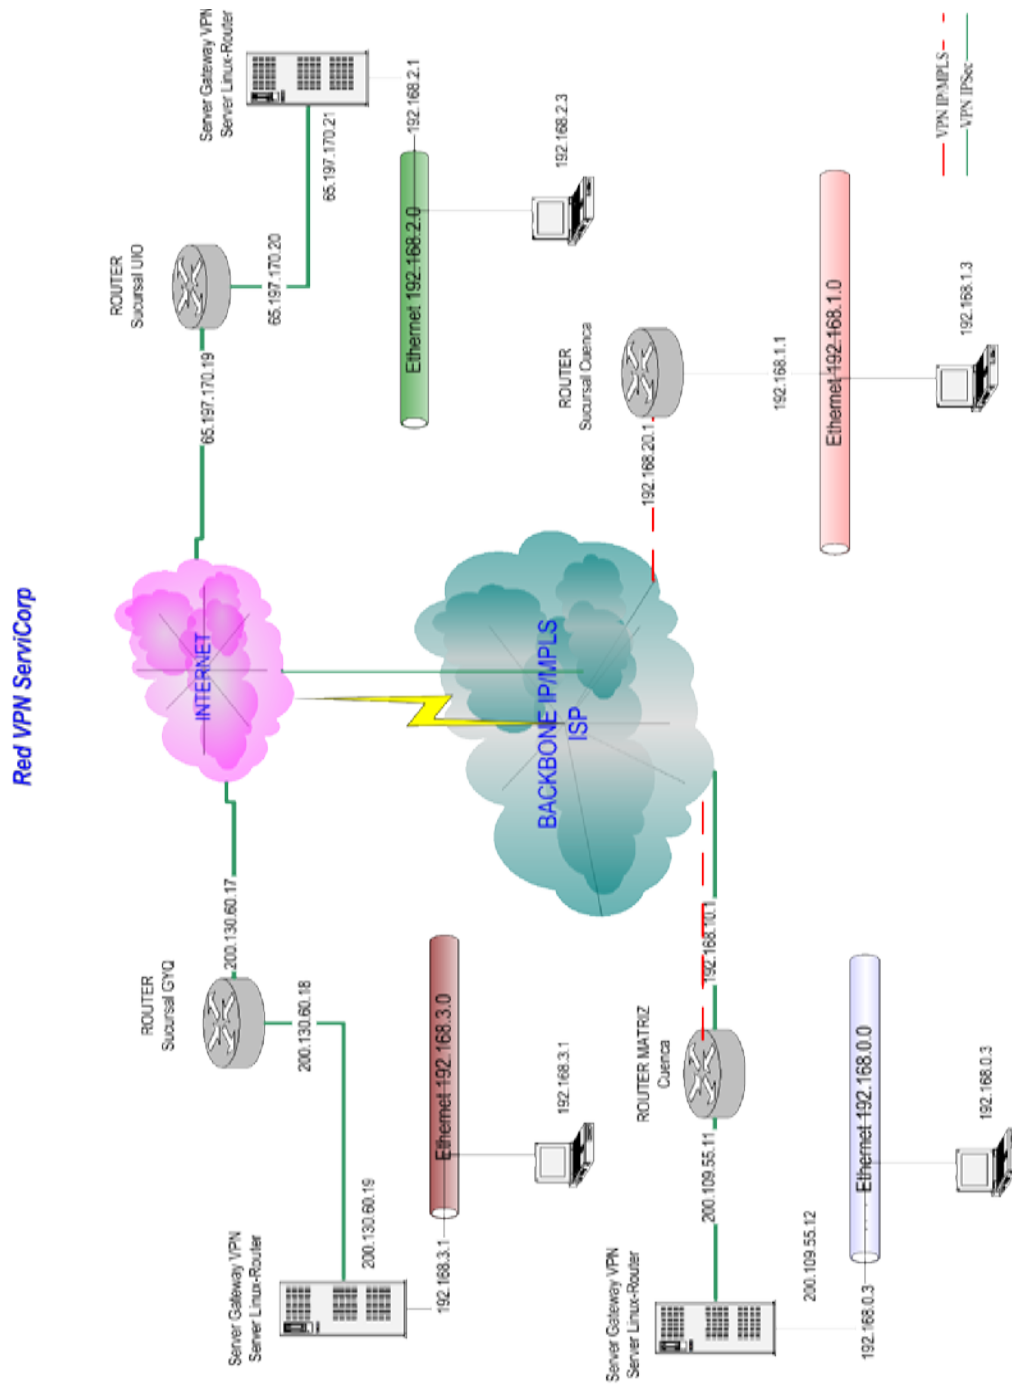 Red VPN ServiCorp
Server Gateway VPN
Server Linux-Router
200.130.60.19
192.168.3.1
ROUTER
Sucursal GYQ
200.130.60.18
200.130.60.17
Ethernet 192.168.3.0
192.168.3.1
INTERNET
65.197.170.19
ROUTER
Sucursal UIO
65.197.170.20
65.197.170.21
Server Gateway VPN
Server Linux-Router
192.168.2.1
Ethernet 192.168.2.0
192.168.2.3
BACKBONE IP/MPLS
ISP
Server Gateway VPN
Server Linux-Router
200.109.55.12
192.168.0.3
200.109.55.11
ROUTER MATRIZ
Cuenca
192.168.10.1
Ethernet 192.168.0.0
192.168.0.3
192.168.20.1
ROUTER
Sucursal Cuenca
192.168.1.1
Ethernet 192.168.1.0
192.168.1.3
VPN IP/MPLS
VPN IPSec